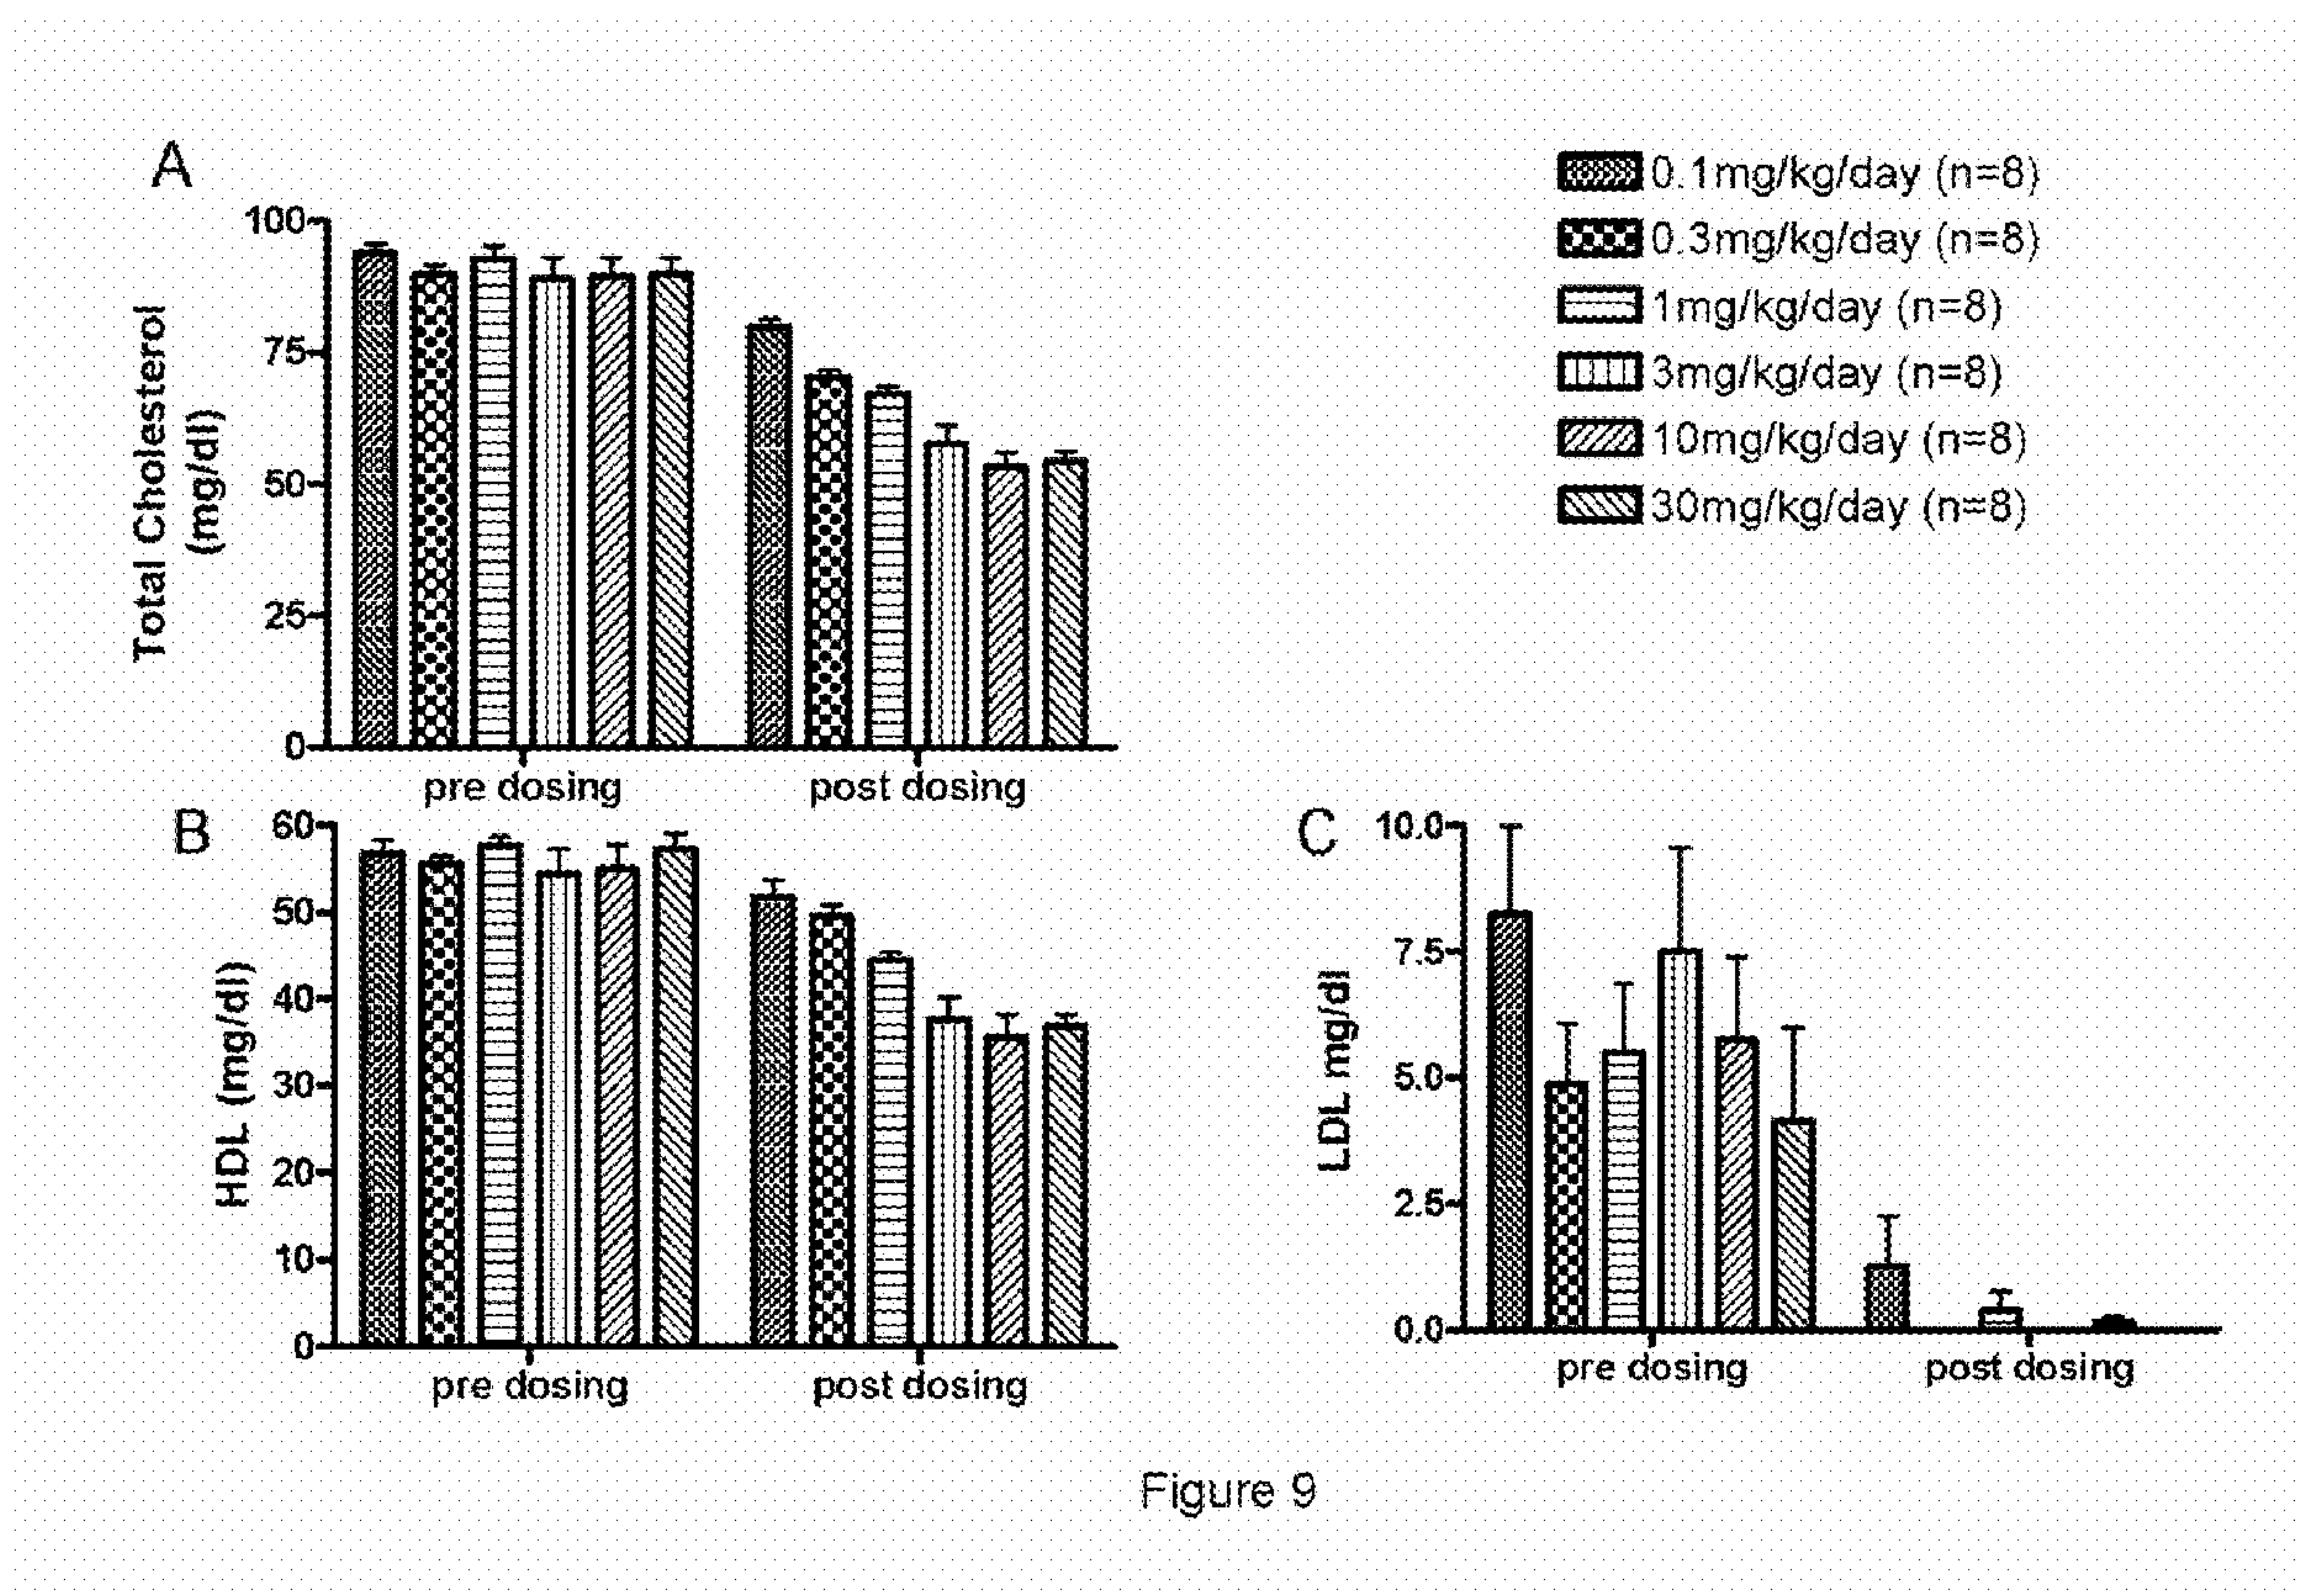 A
100
75
50
25
0
Total Cholesterol
(mg/dl)
pre dosing
post dosing
0.1mg/kg/day (n=8)
0.3mg/kg/day (n=8)
1mg/kg/day (n=8)
3mg/kg/day (n=8)
10mg/kg/day (n=8)
30mg/kg/day (n=8)
B
60
50
40
30
20
10
0
HDL (mg/dl)
pre dosing
post dosing
C
10.0
7.5
5.0
2.5
0.0
LDL mg/dl
pre dosing
post dosing
Figure 9